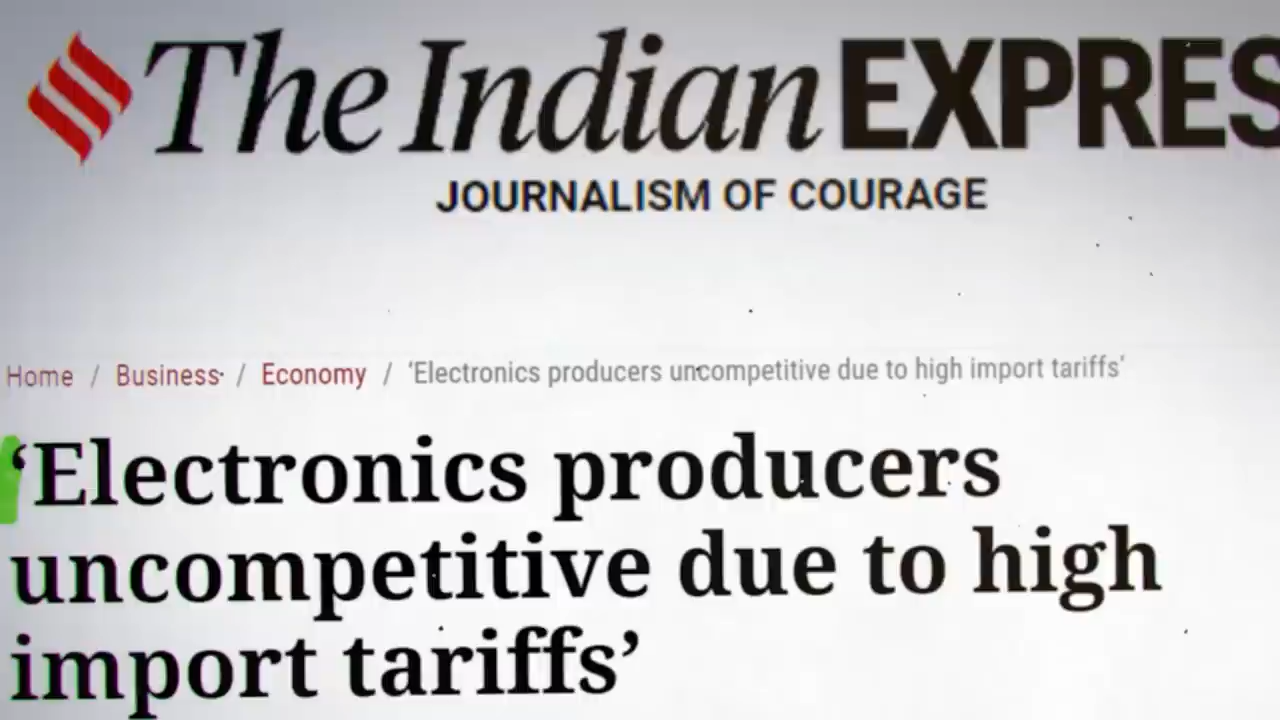 The Indian EXPRES
JOURNALISM OF COURAGE
Home / Business / Economy / ‘Electronics producers uncompetitive due to high import tariffs’
‘Electronics producers
uncompetitive due to high
import tariffs’